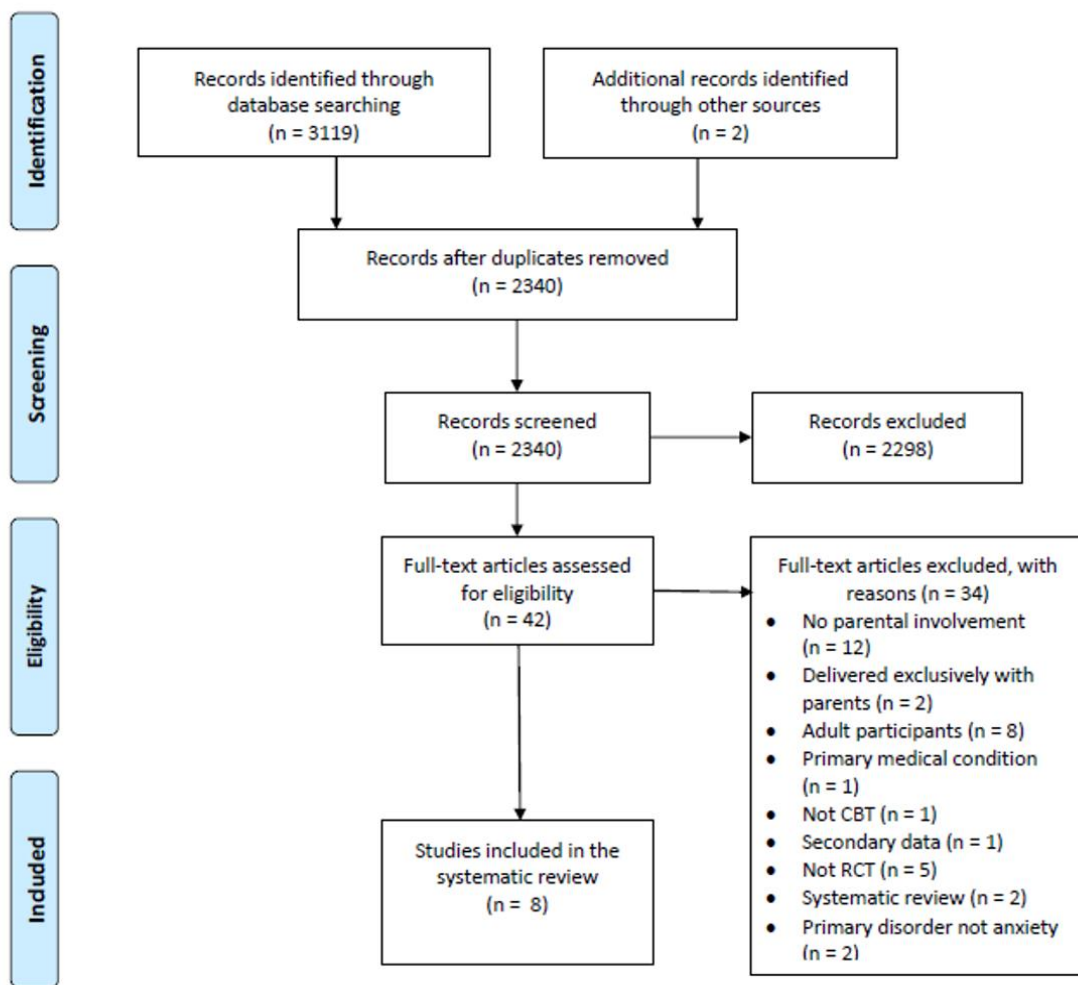 Identification
Records identified through
database searching
(n = 3119)
Additional records identified
through other sources
(n = 2)
Records after duplicates removed
(n = 2340)
Screening
Records screened
(n = 2340)
Records excluded
(n = 2298)
Eligibility
Full-text articles assessed
for eligibility
(n = 42)
Full-text articles excluded, with
reasons (n = 34)
• No parental involvement
(n = 12)
• Delivered exclusively with
parents (n = 2)
• Adult participants (n = 8)
• Primary medical condition
(n = 1)
• Not CBT (n = 1)
• Secondary data (n = 1)
• Not RCT (n = 5)
• Systematic review (n = 2)
• Primary disorder not anxiety
(n = 2)
Included
Studies included in the
systematic review
(n = 8)